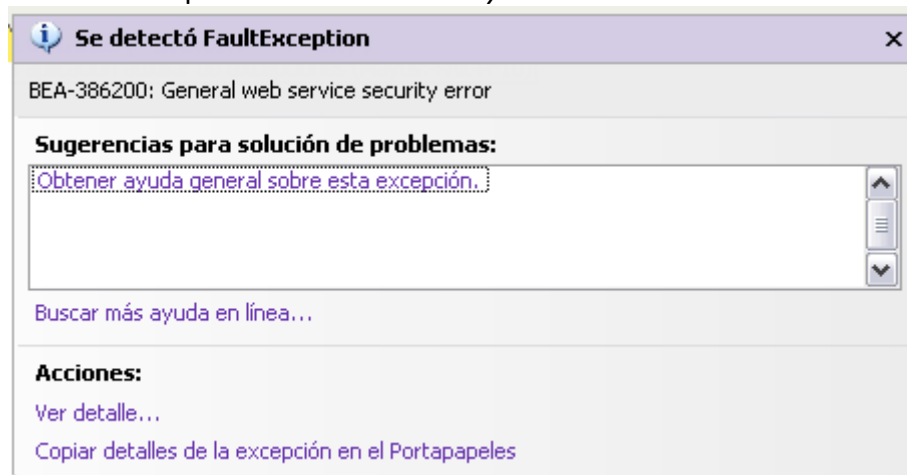 Se detectó FaultException
BEA-386200: General web service security error
Sugerencias para solución de problemas:
Obtener ayuda general sobre esta excepción.
Buscar más ayuda en línea...
Acciones:
Ver detalle...
Copiar detalles de la excepción en el Portapapeles